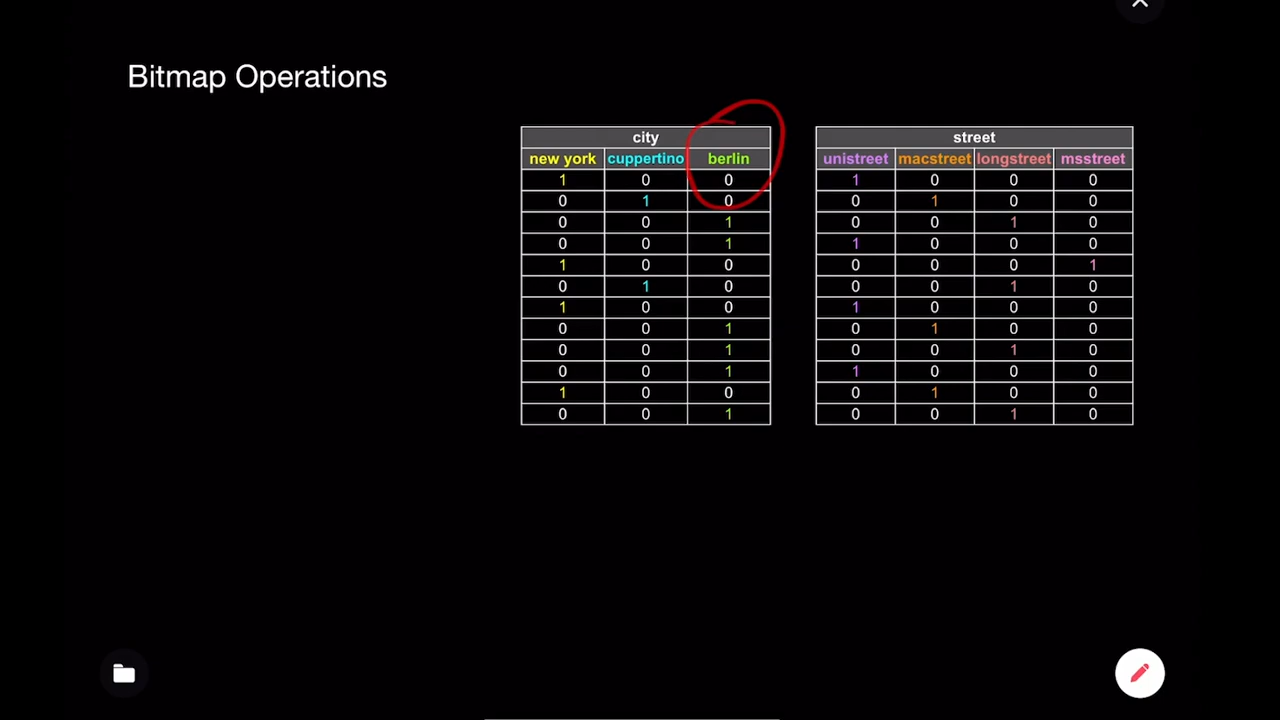 Bitmap Operations
city
new york cuppertino berlin
1 0 0
0 1 0
0 0 1
0 0 1
1 0 0
0 1 0
1 0 0
0 0 1
0 0 1
0 0 1
1 0 0
0 0 1
street
unistreet macstreet longstreet msstreet
1 0 0 0
0 1 0 0
0 0 1 0
1 0 0 0
0 0 0 1
0 0 1 0
1 0 0 0
0 1 0 0
0 0 1 0
1 0 0 0
0 1 0 0
0 0 1 0